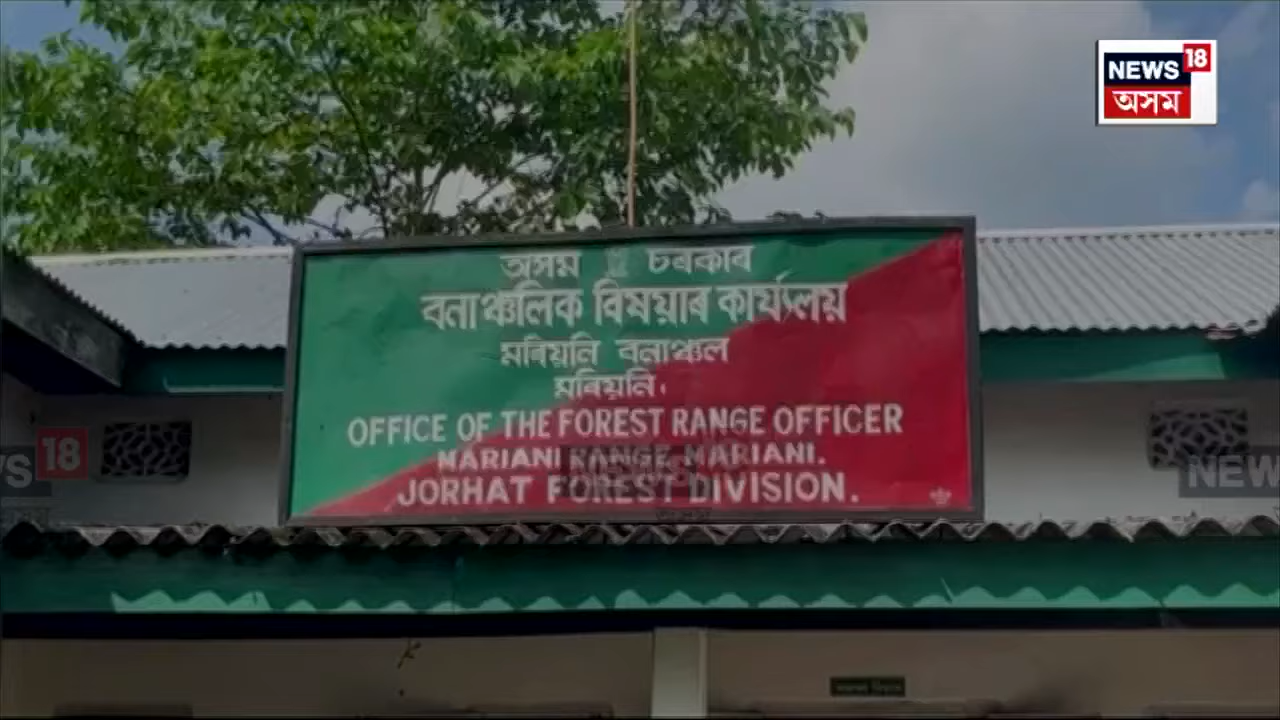 NEWS 18
অসম
অসম চৰকাৰ
বনাঞ্চলিক বিষয়াৰ কাৰ্য্যলয়
মৰিয়নি বনাঞ্চল
মৰিয়নি।
OFFICE OF THE FOREST RANGE OFFICER
MARIANI RANGE, MARIANI.
JORHAT FOREST DIVISION.